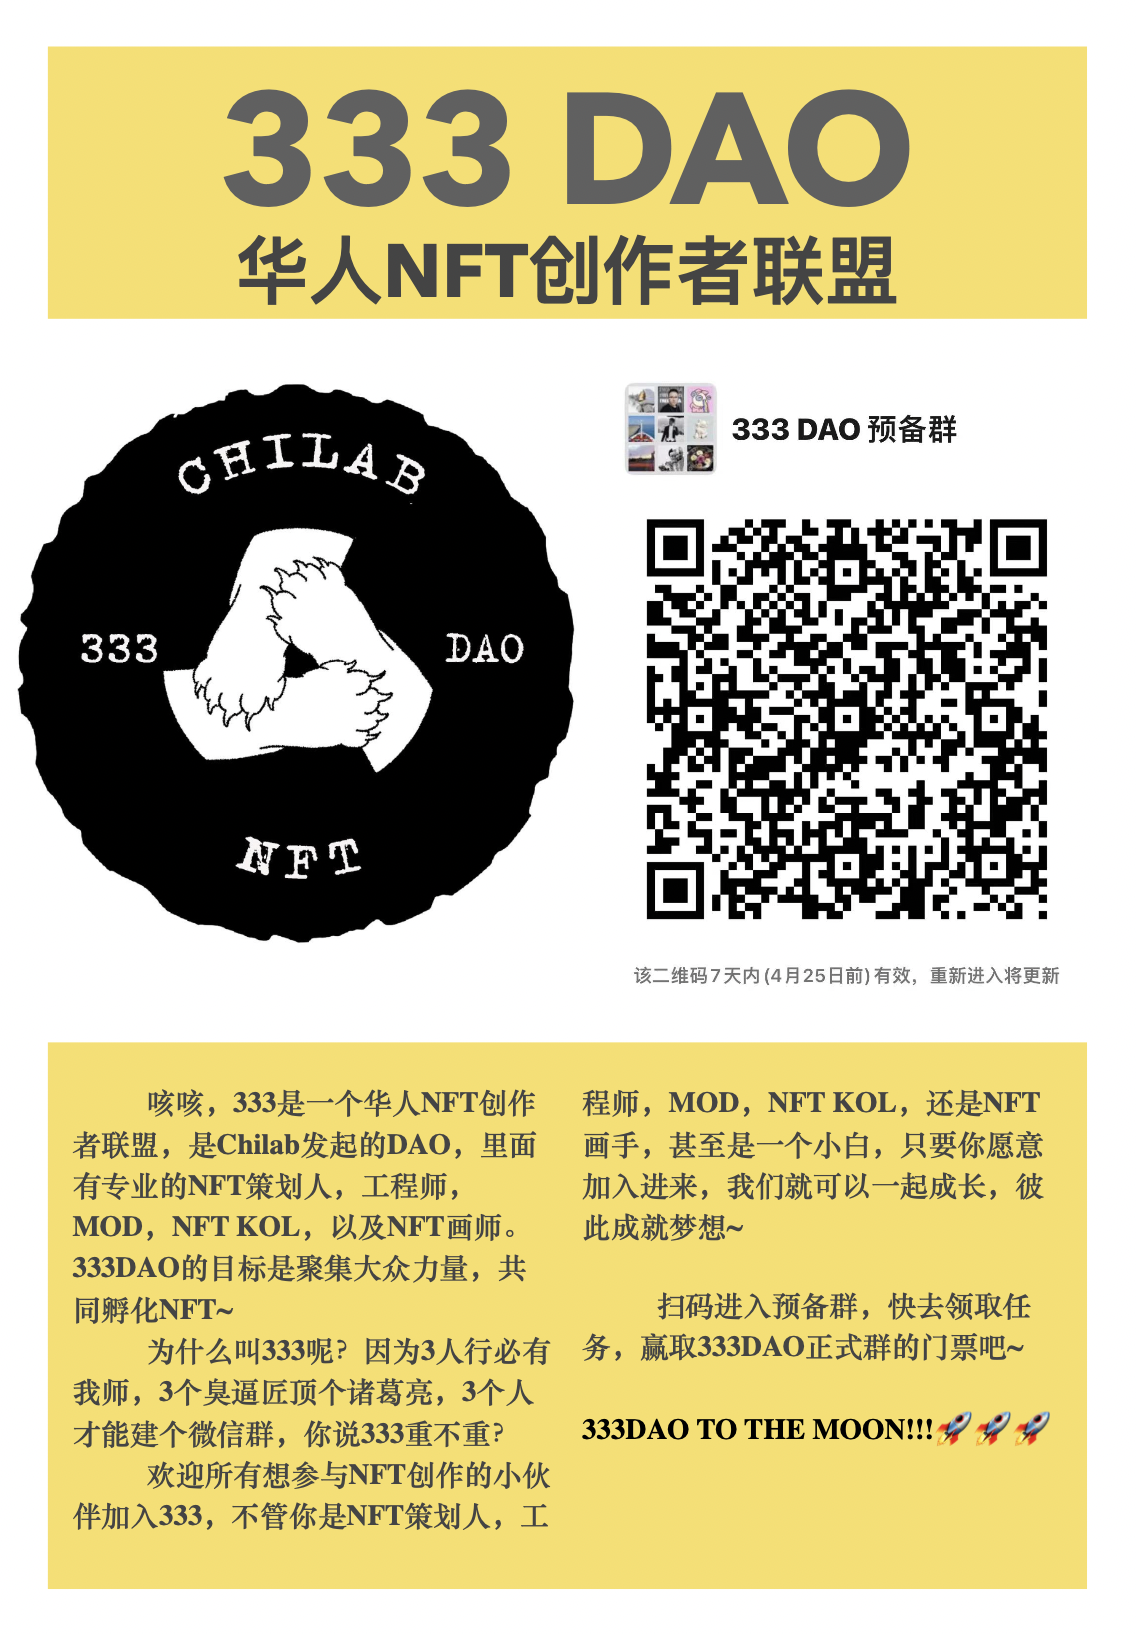 333 DAO
华人NFT创作者联盟
CHILAB
333
DAO
NFT
333 DAO 预备群
该二维码7天内(4月25日前)有效，重新进入将更新
咳咳，333是一个华人NFT创作
者联盟，是Chilab发起的DAO，里面
有专业的NFT策划人，工程师，
MOD，NFT KOL，以及NFT画师。
333DAO的目标是聚集大众力量，共
同孵化NFT~
为什么叫333呢？因为3人行必有
我师，3个臭逼匠顶个诸葛亮，3个人
才能建个微信群，你说333重不重？
欢迎所有想参与NFT创作的小伙
伴加入333，不管你是NFT策划人，工
程师，MOD，NFT KOL，还是NFT
画手，甚至是一个小白，只要你愿意
加入进来，我们就可以一起成长，彼
此成就梦想~
扫码进入预备群，快去领取任
务，赢取333DAO正式群的门票吧~
333DAO TO THE MOON!!!🚀🚀🚀